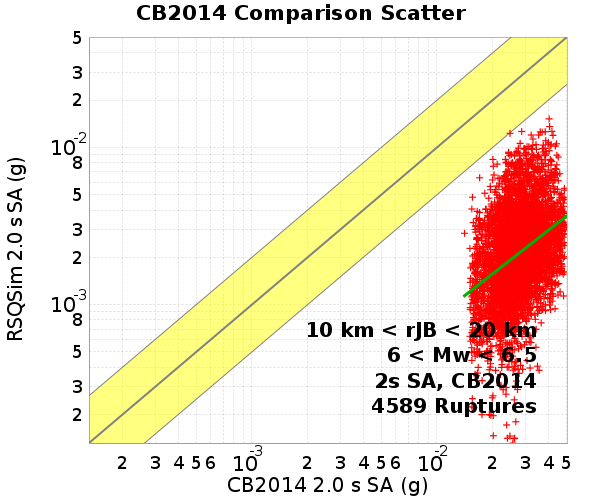 CB2014 Comparison Scatter
5
3
2
10-2
8
5
3
2
10-3
8
5
3
2
RSQSim 2.0 s SA (g)
10 km < rJB < 20 km
6 < Mw < 6.5
2s SA, CB2014
4589 Ruptures
2 3 4 5 6 10-3 2 3 4 5 6 10-2 2 3 4 5
CB2014 2.0 s SA (g)